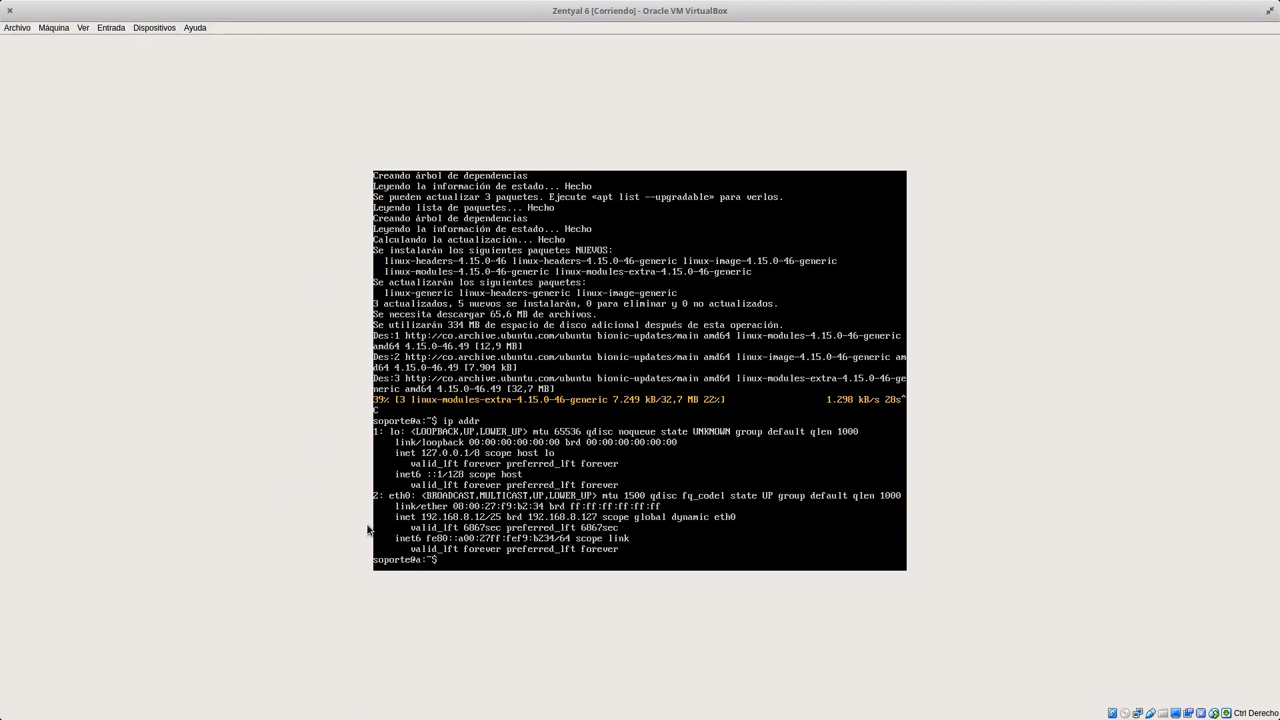 Zentyal 6 [Corriendo] - Oracle VM VirtualBox
Archivo Máquina Ver Entrada Dispositivos Ayuda
Creando árbol de dependencias
Leyendo la información de estado... Hecho
Se pueden actualizar 3 paquetes. Ejecute «apt list --upgradable» para verlos.
Leyendo lista de paquetes... Hecho
Creando árbol de dependencias
Leyendo la información de estado... Hecho
Calculando la actualización... Hecho
Se instalarán los siguientes paquetes NUEVOS:
linux-headers-4.15.0-46 linux-headers-4.15.0-46-generic linux-image-4.15.0-46-generic
linux-modules-4.15.0-46-generic linux-modules-extra-4.15.0-46-generic
Se actualizarán los siguientes paquetes:
linux-generic linux-headers-generic linux-image-generic
3 actualizados, 5 nuevos se instalarán, 0 para eliminar y 0 no actualizados.
Se necesita descargar 65,6 MB de archivos.
Se utilizarán 334 MB de espacio de disco adicional después de esta operación.
Des:1 http://co.archive.ubuntu.com/ubuntu bionic-updates/main amd64 linux-modules-4.15.0-46-generic
amd64 4.15.0-46.49 [12,9 MB]
Des:2 http://co.archive.ubuntu.com/ubuntu bionic-updates/main amd64 linux-image-4.15.0-46-generic am
d64 4.15.0-46.49 [7.904 kB]
Des:3 http://co.archive.ubuntu.com/ubuntu bionic-updates/main amd64 linux-modules-extra-4.15.0-46-ge
neric amd64 4.15.0-46.49 [32,7 MB]
39% [3 linux-modules-extra-4.15.0-46-generic 7.249 kB/32,7 MB 22%] 1.298 kB/s 28s^
C
soporte@a:~$ ip addr
1: lo: <LOOPBACK,UP,LOWER_UP> mtu 65536 qdisc noqueue state UNKNOWN group default qlen 1000
link/loopback 00:00:00:00:00:00 brd 00:00:00:00:00:00
inet 127.0.0.1/8 scope host lo
valid_lft forever preferred_lft forever
inet6 ::1/128 scope host
valid_lft forever preferred_lft forever
2: eth0: <BROADCAST,MULTICAST,UP,LOWER_UP> mtu 1500 qdisc fq_codel state UP group default qlen 1000
link/ether 08:00:27:f9:b2:34 brd ff:ff:ff:ff:ff:ff
inet 192.168.8.12/25 brd 192.168.8.127 scope global dynamic eth0
valid_lft 6867sec preferred_lft 6867sec
inet6 fe80::a00:27ff:fef9:b234/64 scope link
valid_lft forever preferred_lft forever
soporte@a:~$
Ctrl Derecho